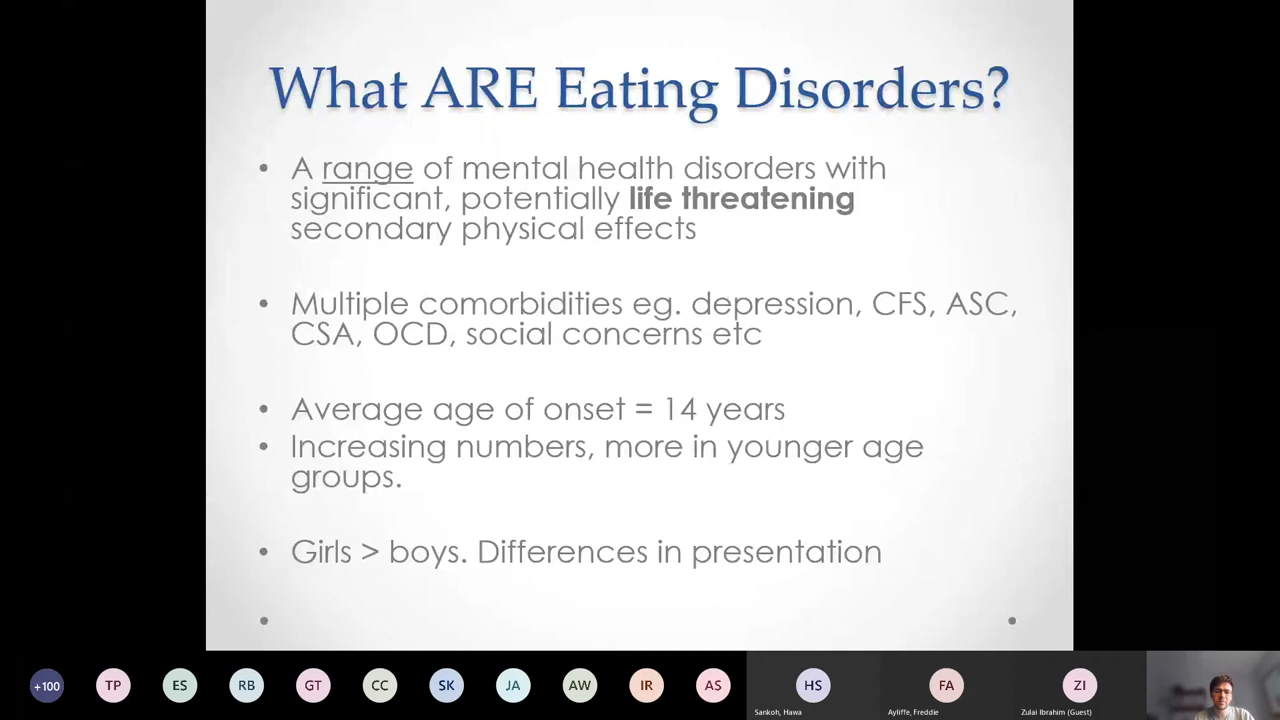 What ARE Eating Disorders?
• A range of mental health disorders with
significant, potentially life threatening
secondary physical effects
• Multiple comorbidities eg. depression, CFS, ASC,
CSA, OCD, social concerns etc
• Average age of onset = 14 years
• Increasing numbers, more in younger age
groups.
• Girls > boys. Differences in presentation
+100 TP ES RB GT CC SK JA AW IR AS HS FA ZI
Sankoh, Hawa Ayliffe, Freddie Zulai Ibrahim (Guest)